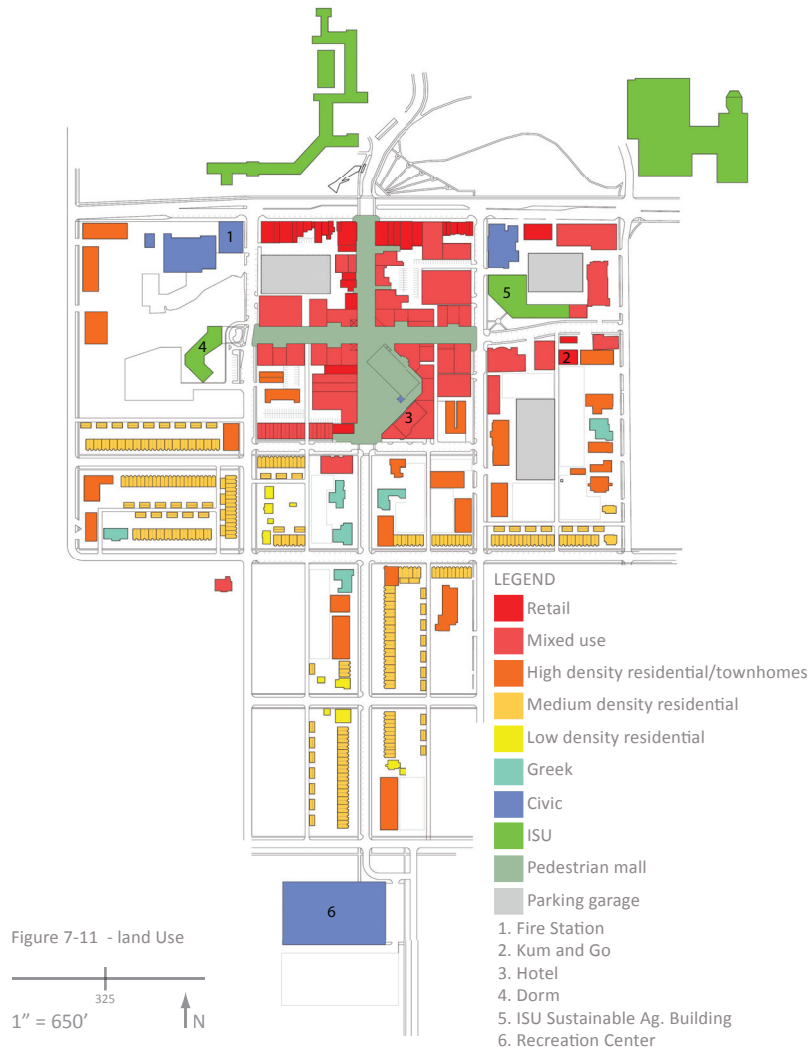 1
5
4
2
3
LEGEND
Retail
Mixed use
High density residential/townhomes
Medium density residential
Low density residential
Greek
Civic
ISU
Pedestrian mall
Parking garage
1. Fire Station
2. Kum and Go
3. Hotel
4. Dorm
5. ISU Sustainable Ag. Building
6. Recreation Center
6
Figure 7-11 - land Use
325
1” = 650’
N